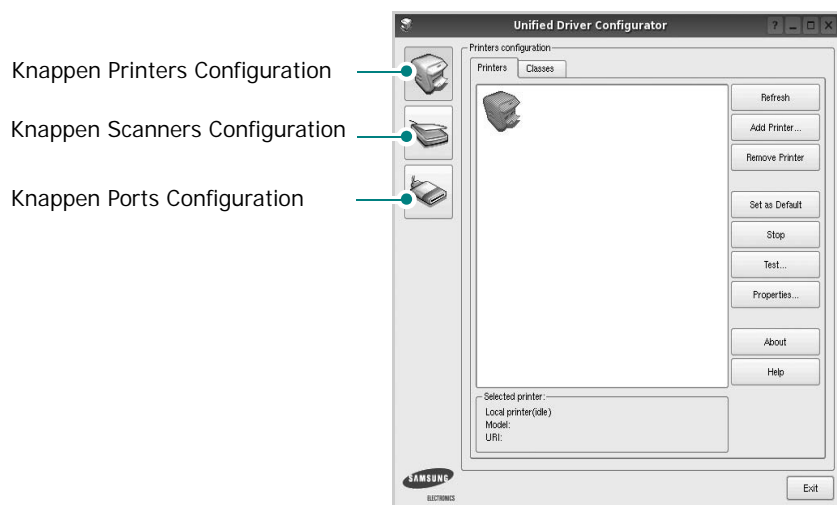 Unified Driver Configurator
Knappen Printers Configuration
Knappen Scanners Configuration
Knappen Ports Configuration
Printers configuration
Printers
Classes
Refresh
Add Printer...
Remove Printer
Set as Default
Stop
Test...
Properties...
About
Help
Selected printer:
Local printer(idle)
Model:
URI:
SAMSUNG
ELECTRONICS
Exit